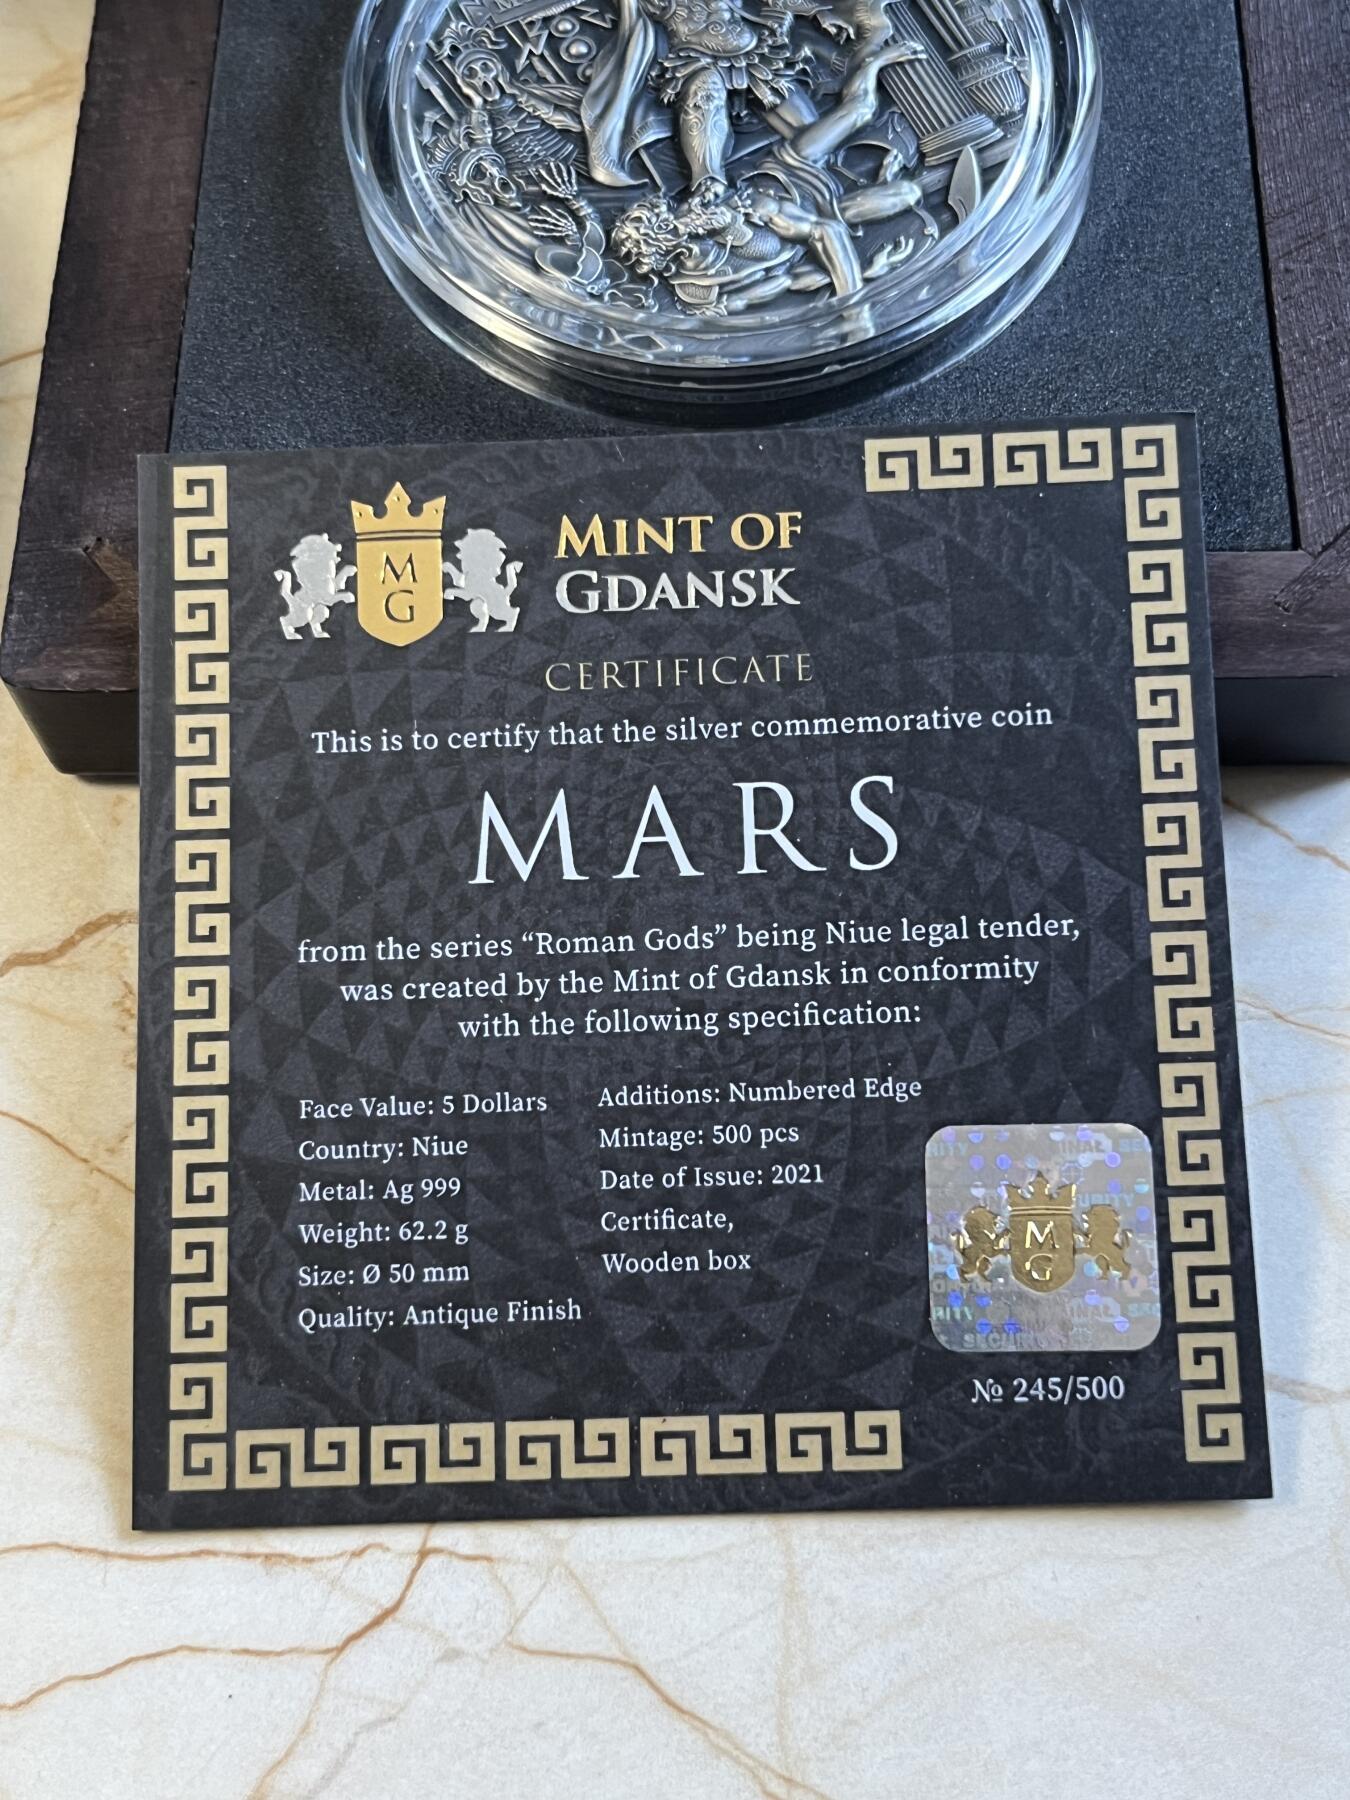 MG
MINT OF
GDANSK
CERTIFICATE
This is to certify that the silver commemorative coin
MARS
from the series “Roman Gods” being Niue legal tender,
was created by the Mint of Gdansk in conformity
with the following specification:
Face Value: 5 Dollars
Country: Niue
Metal: Ag 999
Weight: 62.2 g
Size: Ø 50 mm
Quality: Antique Finish
Additions: Numbered Edge
Mintage: 500 pcs
Date of Issue: 2021
Certificate,
Wooden box
MG
№ 245/500